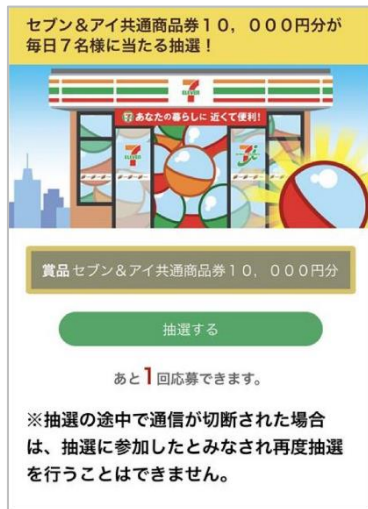 セブン&アイ共通商品券10，000円分が
毎日7名様に当たる抽選！
7
ELEVEN
あなたの暮らしに 近くて便利!
賞品 セブン&アイ共通商品券10，000円分
抽選する
あと1回応募できます。
※抽選の途中で通信が切断された場合
は、抽選に参加したとみなされ再度抽選
を行うことはできません。